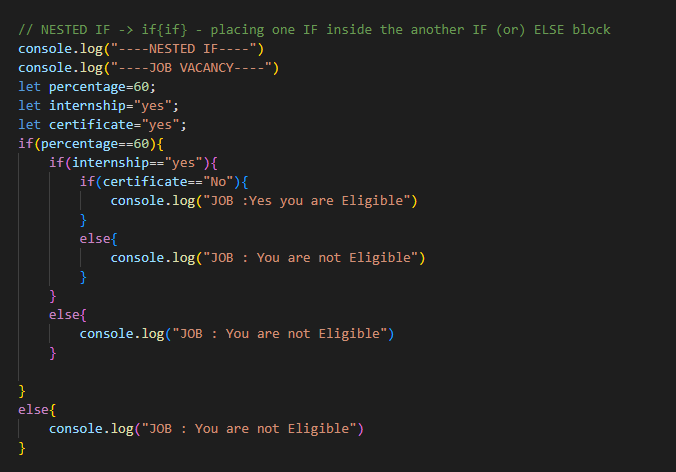 // NESTED IF -> if{if} - placing one IF inside the another IF (or) ELSE block
console.log("----NESTED IF----")
console.log("----JOB VACANCY----")
let percentage=60;
let internship="yes";
let certificate="yes";
if(percentage==60){
    if(internship=="yes"){
        if(certificate=="No"){
            console.log("JOB :Yes you are Eligible")
        }
        else{
            console.log("JOB : You are not Eligible")
        }
    }
    else{
        console.log("JOB : You are not Eligible")
    }
}
else{
    console.log("JOB : You are not Eligible")
}